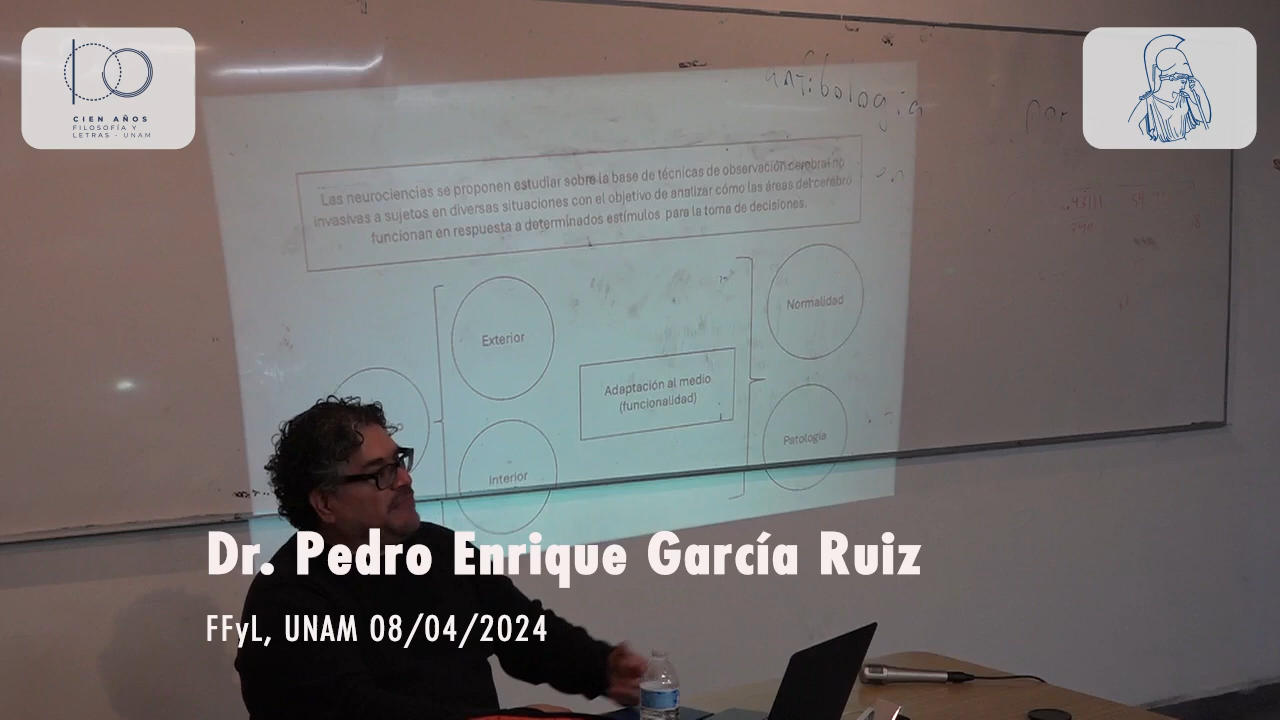 CIEN AÑOS
FILOSOFÍA Y
LETRAS - UNAM
anfibología
Las neurociencias se proponen estudiar sobre la base de técnicas de observación cerebral no
invasivas a sujetos en diversas situaciones con el objetivo de analizar cómo las áreas del cerebro
funcionan en respuesta a determinados estímulos para la toma de decisiones.
Exterior
Normalidad
Adaptación al medio
(funcionalidad)
Interior
Patología
Dr. Pedro Enrique García Ruiz
FFyL, UNAM 08/04/2024